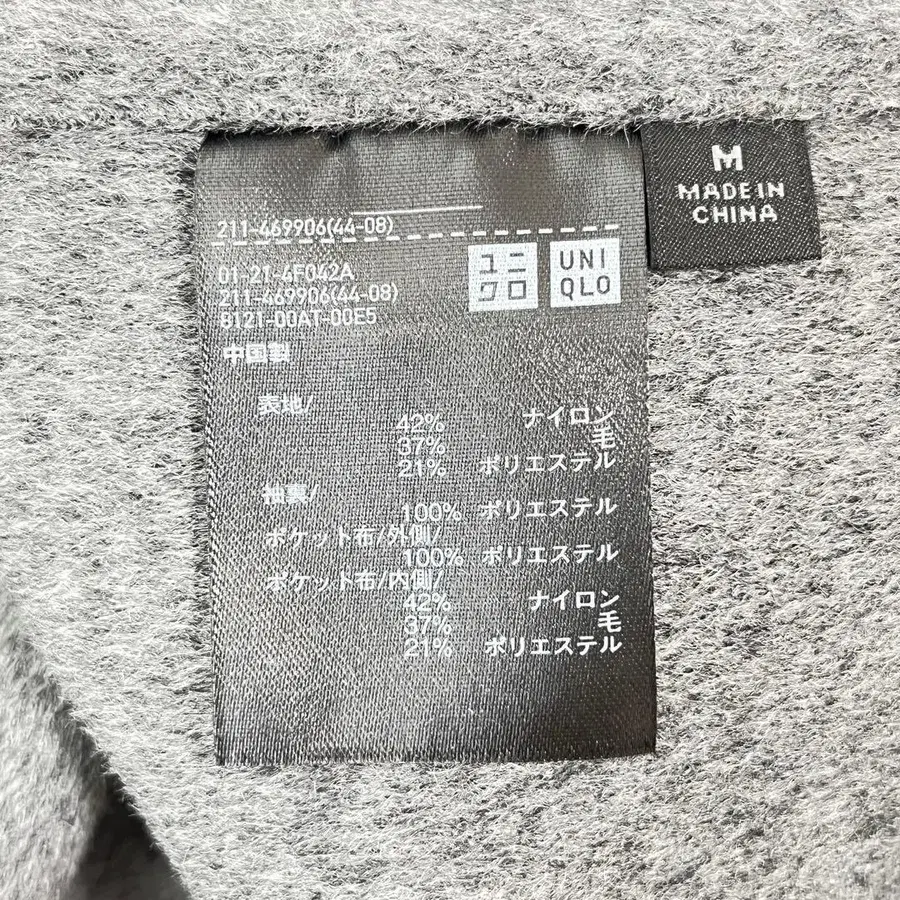 211-469906(44-08)
01-21-4F042A
211-469906(44-08)
8121-00AT-00E5
ユニ
クロ
UNI
QLO
M
MADE IN
CHINA
中国製
表地/
42% ナイロン
37% 毛
21% ポリエステル
袖裏/
100% ポリエステル
ポケット布/外側/
100% ポリエステル
ポケット布/内側/
42% ナイロン
37% 毛
21% ポリエステル